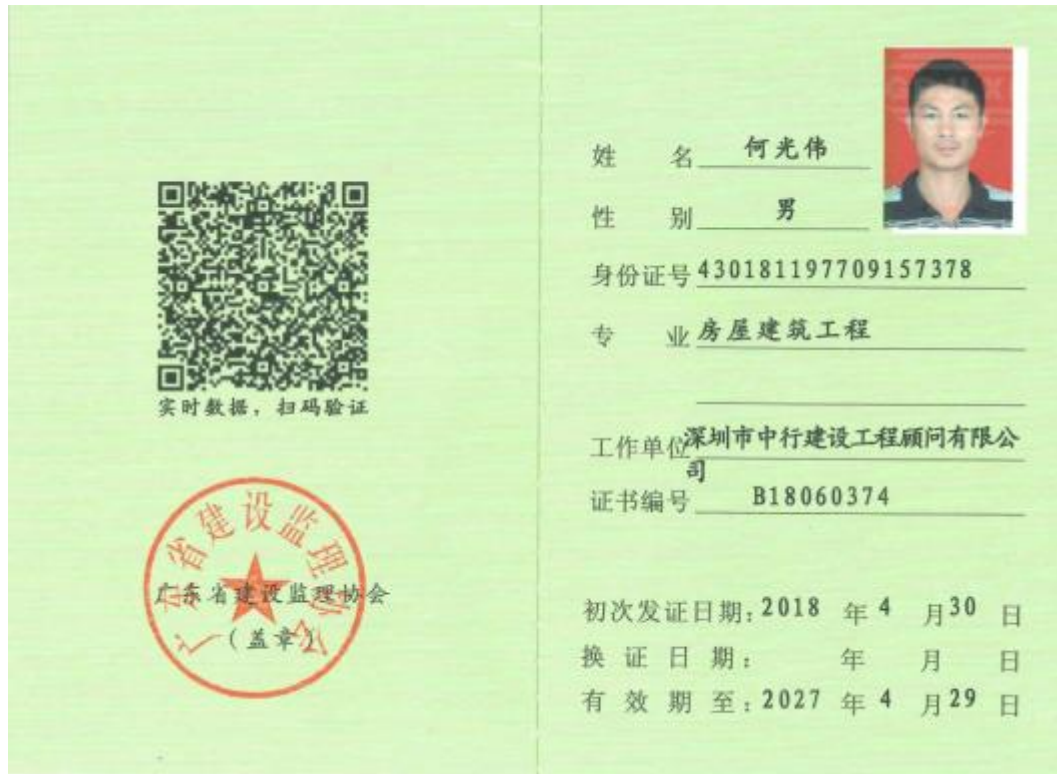 实时数据，扫码验证
广东省建设监理协会
广东省建设监理协会
（盖章）
姓 名 何光伟
性 别 男
身份证号 430181197709157378
专 业 房屋建筑工程
工作单位 深圳市中行建设工程顾问有限公
司
证书编号 B18060374
初次发证日期：2018 年 4 月 30 日
换 证 日 期： 年 月 日
有 效 期 至：2027 年 4 月 29 日